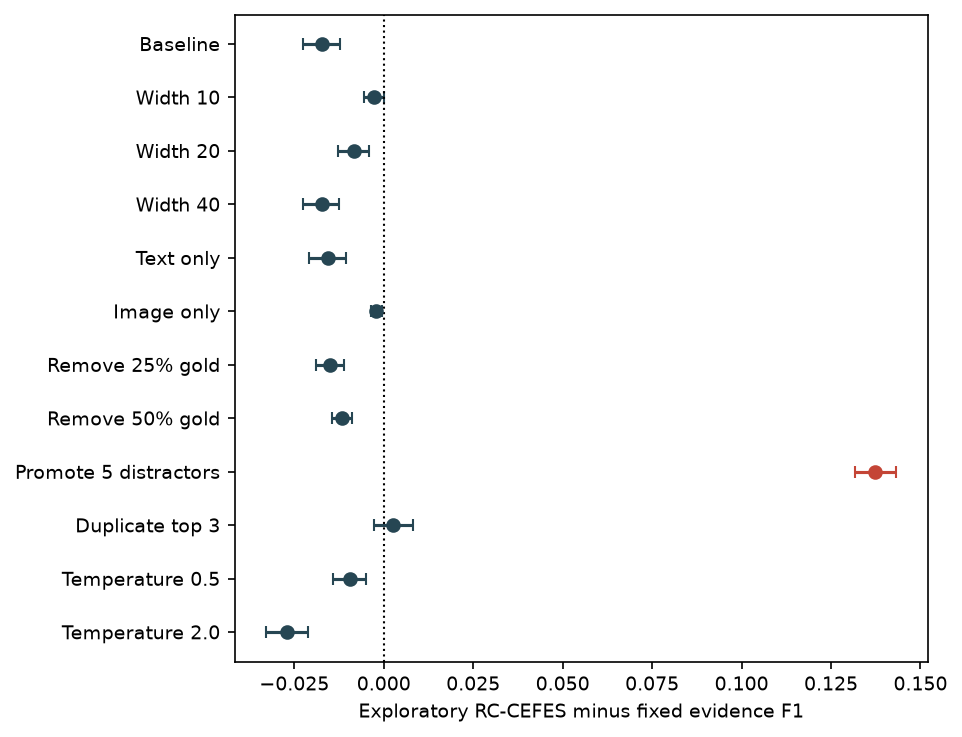 Baseline
Width 10
Width 20
Width 40
Text only
Image only
Remove 25% gold
Remove 50% gold
Promote 5 distractors
Duplicate top 3
Temperature 0.5
Temperature 2.0
−0.025 0.000 0.025 0.050 0.075 0.100 0.125 0.150
Exploratory RC-CEFES minus fixed evidence F1